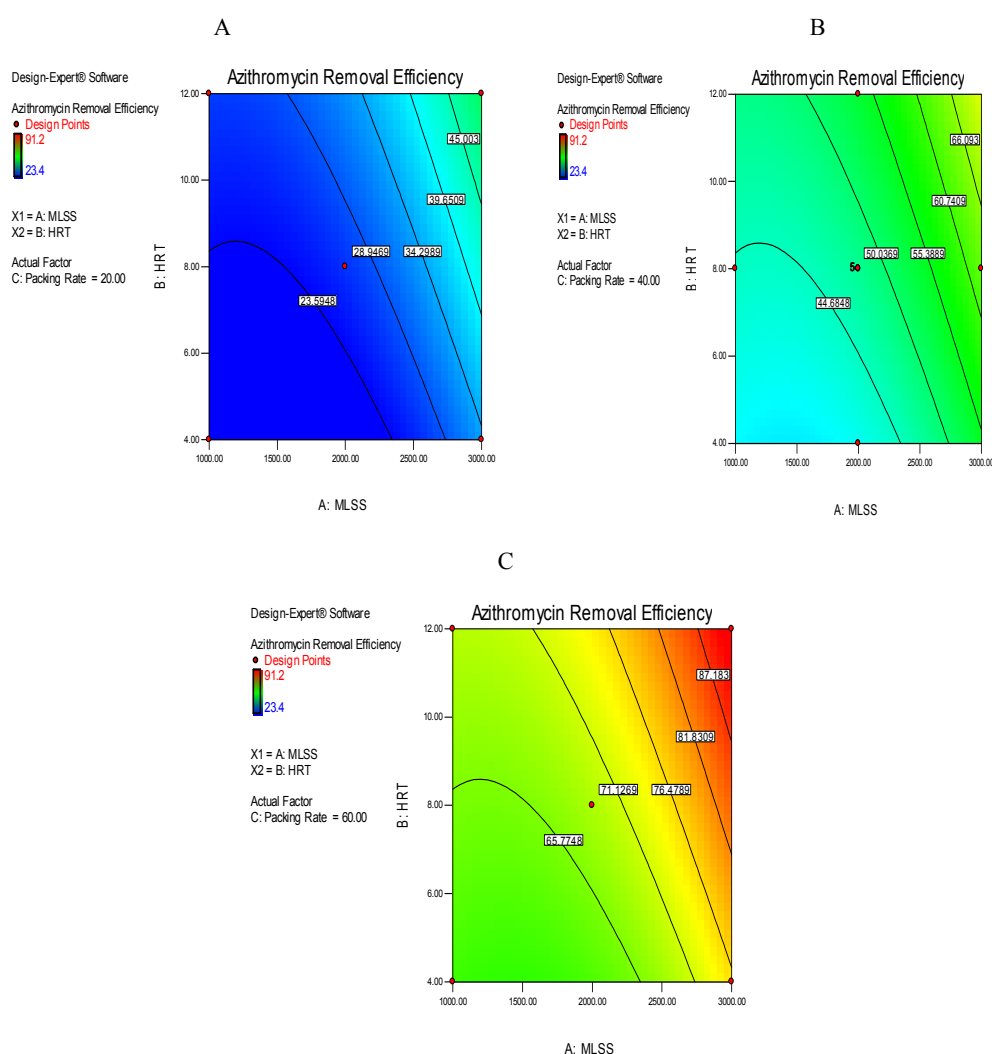 A
Design-Expert® Software
Azithromycin Removal Efficiency
Design Points
91.2
23.4
X1 = A: MLSS
X2 = B: HRT
Actual Factor
C: Packing Rate = 20.00
Azithromycin Removal Efficiency
12.00
10.00
8.00
6.00
4.00
B: HRT
45.003
39.6509
28.9469
34.2989
23.5948
1000.00 1500.00 2000.00 2500.00 3000.00
A: MLSS
B
Design-Expert® Software
Azithromycin Removal Efficiency
Design Points
91.2
23.4
X1 = A: MLSS
X2 = B: HRT
Actual Factor
C: Packing Rate = 40.00
Azithromycin Removal Efficiency
12.00
10.00
8.00
6.00
4.00
B: HRT
66.093
60.7409
5
50.0369
55.3889
44.6848
1000.00 1500.00 2000.00 2500.00 3000.00
A: MLSS
C
Design-Expert® Software
Azithromycin Removal Efficiency
Design Points
91.2
23.4
X1 = A: MLSS
X2 = B: HRT
Actual Factor
C: Packing Rate = 60.00
Azithromycin Removal Efficiency
12.00
10.00
8.00
6.00
4.00
B: HRT
87.183
81.8309
71.1269
76.4789
65.7748
1000.00 1500.00 2000.00 2500.00 3000.00
A: MLSS